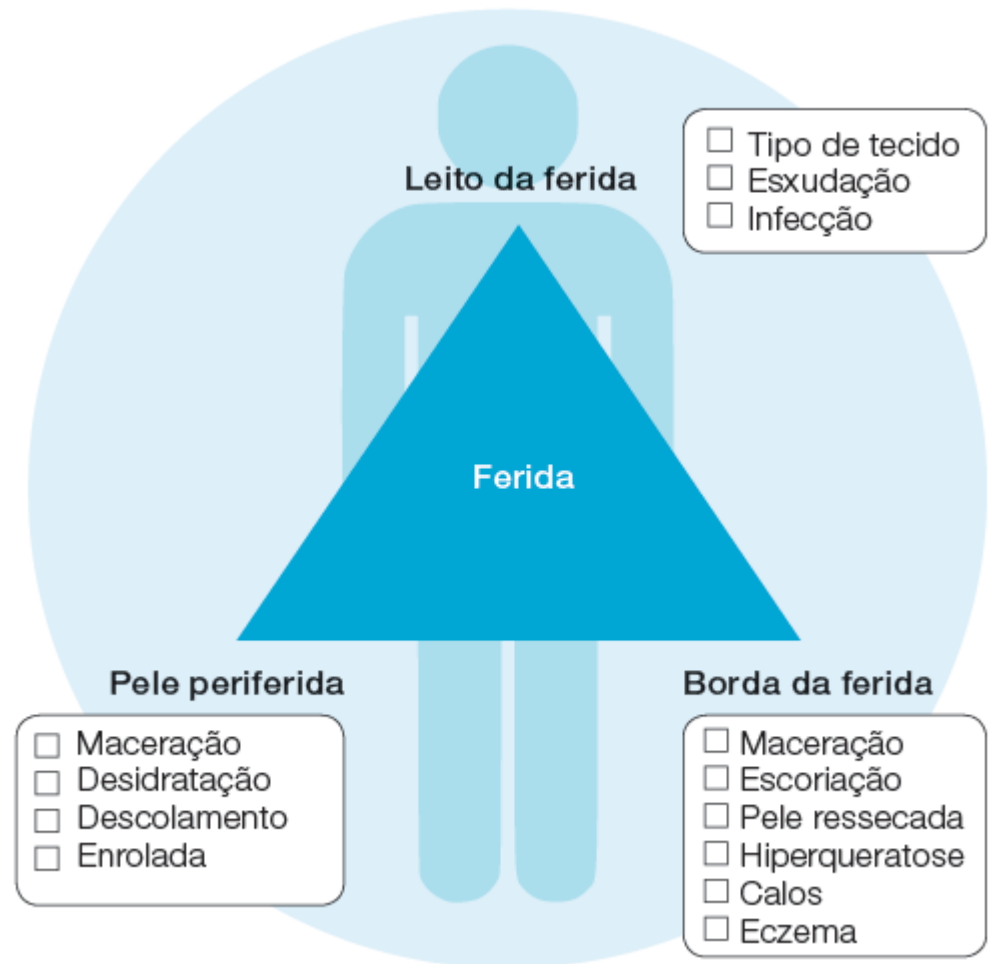 Leito da ferida
Tipo de tecido
Esxudação
Infecção
Ferida
Pele periferida
Maceração
Desidratação
Descolamento
Enrolada
Borda da ferida
Maceração
Escoriação
Pele ressecada
Hiperqueratose
Calos
Eczema